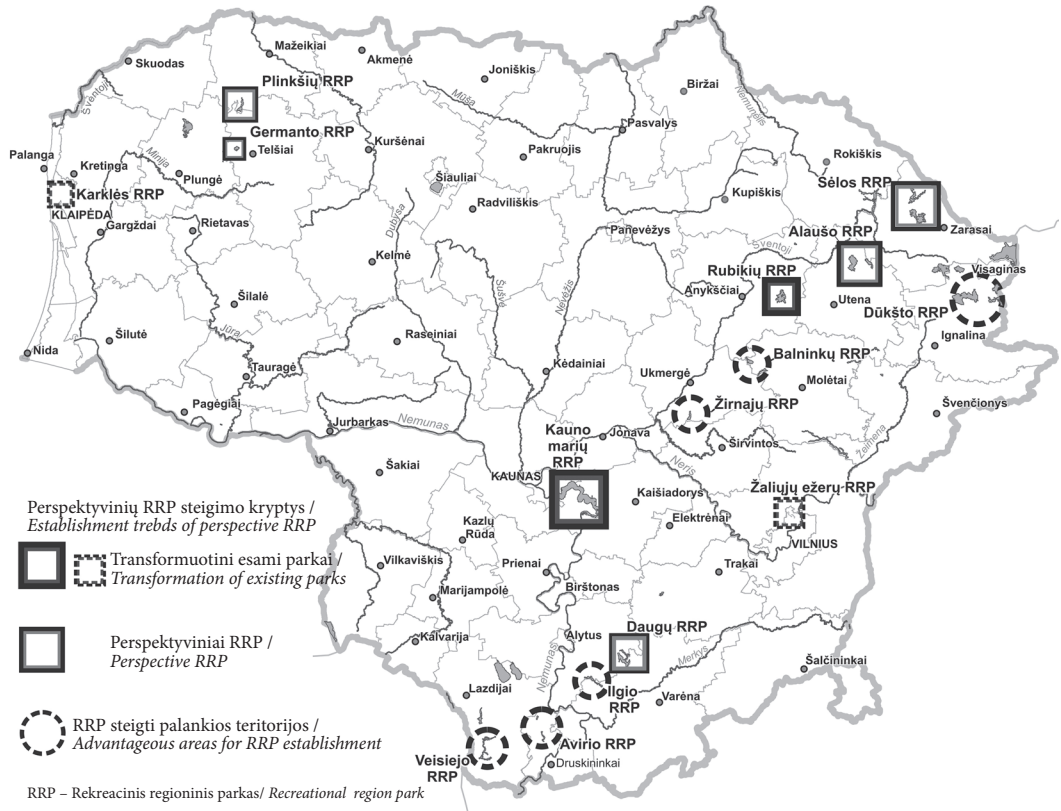 Skuodas
Mažeikiai
Akmenė
Joniškis
Biržai
Plinkšių RRP
Šventoji
Mūša
Nemunėlis
Pasvalys
Germanto RRP
Telšiai
Kuršėnai
Pakruojis
Rokiškis
Palanga
Kretinga
Minija
Plungė
Šiauliai
Kupiškis
Sėlos RRP
Karklės RRP
KLAIPĖDA
Gargždai
Rietavas
Dubysa
Radviliškis
Panevėžys
Šventoji
Alaušo RRP
Zarasai
Kelmė
Rubikių RRP
Visaginas
Šušvė
Nevėžis
Anykščiai
Utena
Dūkšto RRP
Šilalė
Ignalina
Šilutė
Jūra
Raseiniai
Nida
Tauragė
Kėdainiai
Balninkų RRP
Ukmergė
Molėtai
Pagėgiai
Žirnajų RRP
Švenčionys
Jurbarkas
Nemunas
Kauno
marių
RRP
Jonava
Širvintos
Žeimena
Šakiai
KAUNAS
Neris
Kaišiadorys
Žaliųjų ežerų RRP
Elektrėnai
VILNIUS
Kazlų
Rūda
Vilkaviškis
Prienai
Trakai
Birštonas
Marijampolė
Kalvarija
Alytus
Daugų RRP
Merkys
Šalčininkai
Nemunas
Lazdijai
Ilgio
RRP
Varėna
Avirio RRP
Veisiejo
RRP
Druskininkai
Perspektyvinių RRP steigimo kryptys /
Establishment trebds of perspective RRP
Transformuotini esami parkai /
Transformation of existing parks
Perspektyviniai RRP /
Perspective RRP
RRP steigti palankios teritorijos /
Advantageous areas for RRP establishment
RRP – Rekreacinis regioninis parkas/ Recreational region park